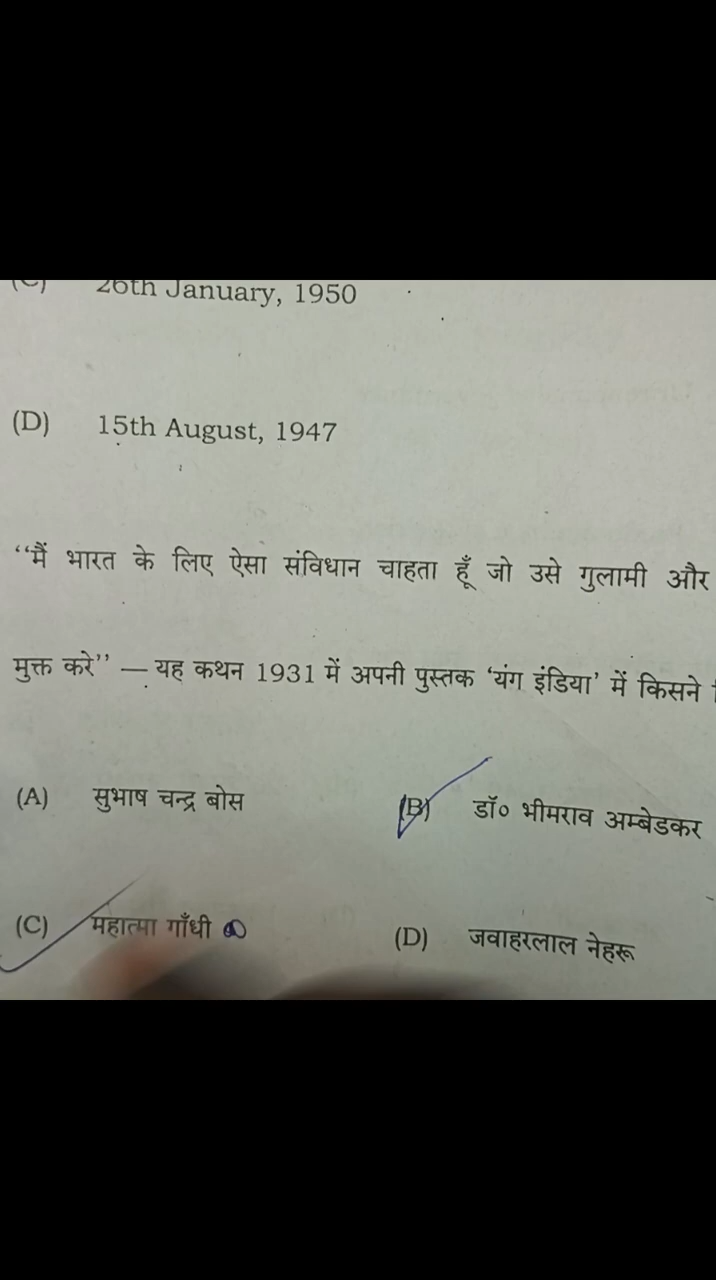 26th January, 1950
(D) 15th August, 1947
“मैं भारत के लिए ऐसा संविधान चाहता हूँ जो उसे गुलामी और
मुक्त करे” — यह कथन 1931 में अपनी पुस्तक ‘यंग इंडिया’ में किसने
(A) सुभाष चन्द्र बोस (B) डॉ० भीमराव अम्बेडकर
(C) महात्मा गाँधी (D) जवाहरलाल नेहरू